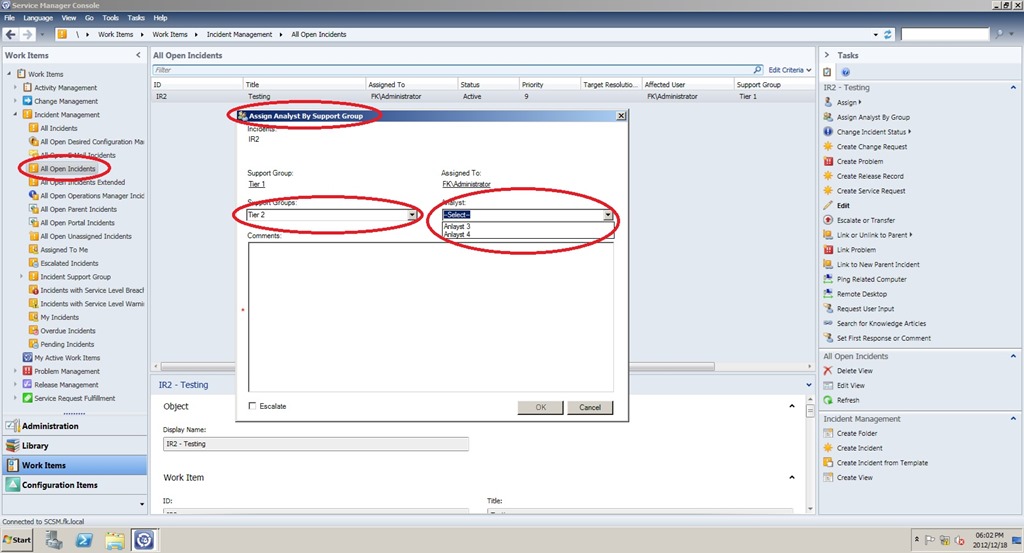 Service Manager Console
File Language View Go Tools Tasks Help
\ Work Items Work Items Incident Management All Open Incidents
Work Items
Work Items
Activity Management
Change Management
Incident Management
All Incidents
All Open Desired Configuration Ma
All Open E-Mail Incidents
All Open Incidents
All Open Incidents Extended
All Open Operations Manager Incid
All Open Parent Incidents
All Open Portal Incidents
All Open Unassigned Incidents
Assigned To Me
Escalated Incidents
Incident Support Group
Incidents with Service Level Breach
Incidents with Service Level Warnin
My Incidents
Overdue Incidents
Pending Incidents
My Active Work Items
Problem Management
Release Management
Service Request Fulfillment
Administration
Library
Work Items
Configuration Items
All Open Incidents
Filter
Edit Criteria
ID Title Assigned To Status Priority Target Resolutio... Affected User Support Group
IR2 Testing FK\Administrator Active 9 FK\Administrator Tier 1
Assign Analyst By Support Group
Incidents:
IR2
Support Group: Assigned To:
Tier 1 FK\Administrator
Support Groups: Analyst:
Tier 2 --Select--
Anlayst 3
Anlayst 4
Comments:
*
Escalate
OK Cancel
IR2 - Testing
Object
Display Name:
IR2 - Testing
Work Item
ID: Title:
Tasks
IR2 - Testing
Assign
Assign Analyst By Group
Change Incident Status
Create Change Request
Create Problem
Create Release Record
Create Service Request
Edit
Escalate or Transfer
Link or Unlink to Parent
Link Problem
Link to New Parent Incident
Ping Related Computer
Remote Desktop
Request User Input
Search for Knowledge Articles
Set First Response or Comment
All Open Incidents
Delete View
Edit View
Refresh
Incident Management
Create Folder
Create Incident
Create Incident from Template
Create View
Connected to SCSM.fk.local
Start
06:02 PM
2012/12/18